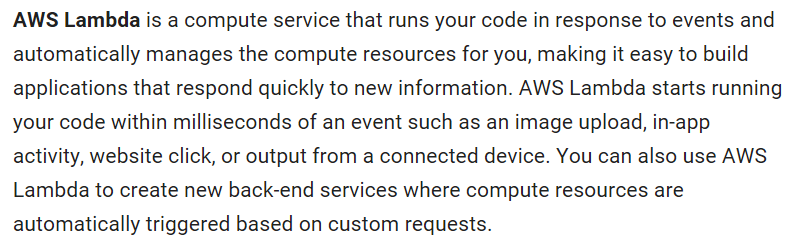 AWS Lambda is a compute service that runs your code in response to events and
automatically manages the compute resources for you, making it easy to build
applications that respond quickly to new information. AWS Lambda starts running
your code within milliseconds of an event such as an image upload, in-app
activity, website click, or output from a connected device. You can also use AWS
Lambda to create new back-end services where compute resources are
automatically triggered based on custom requests.